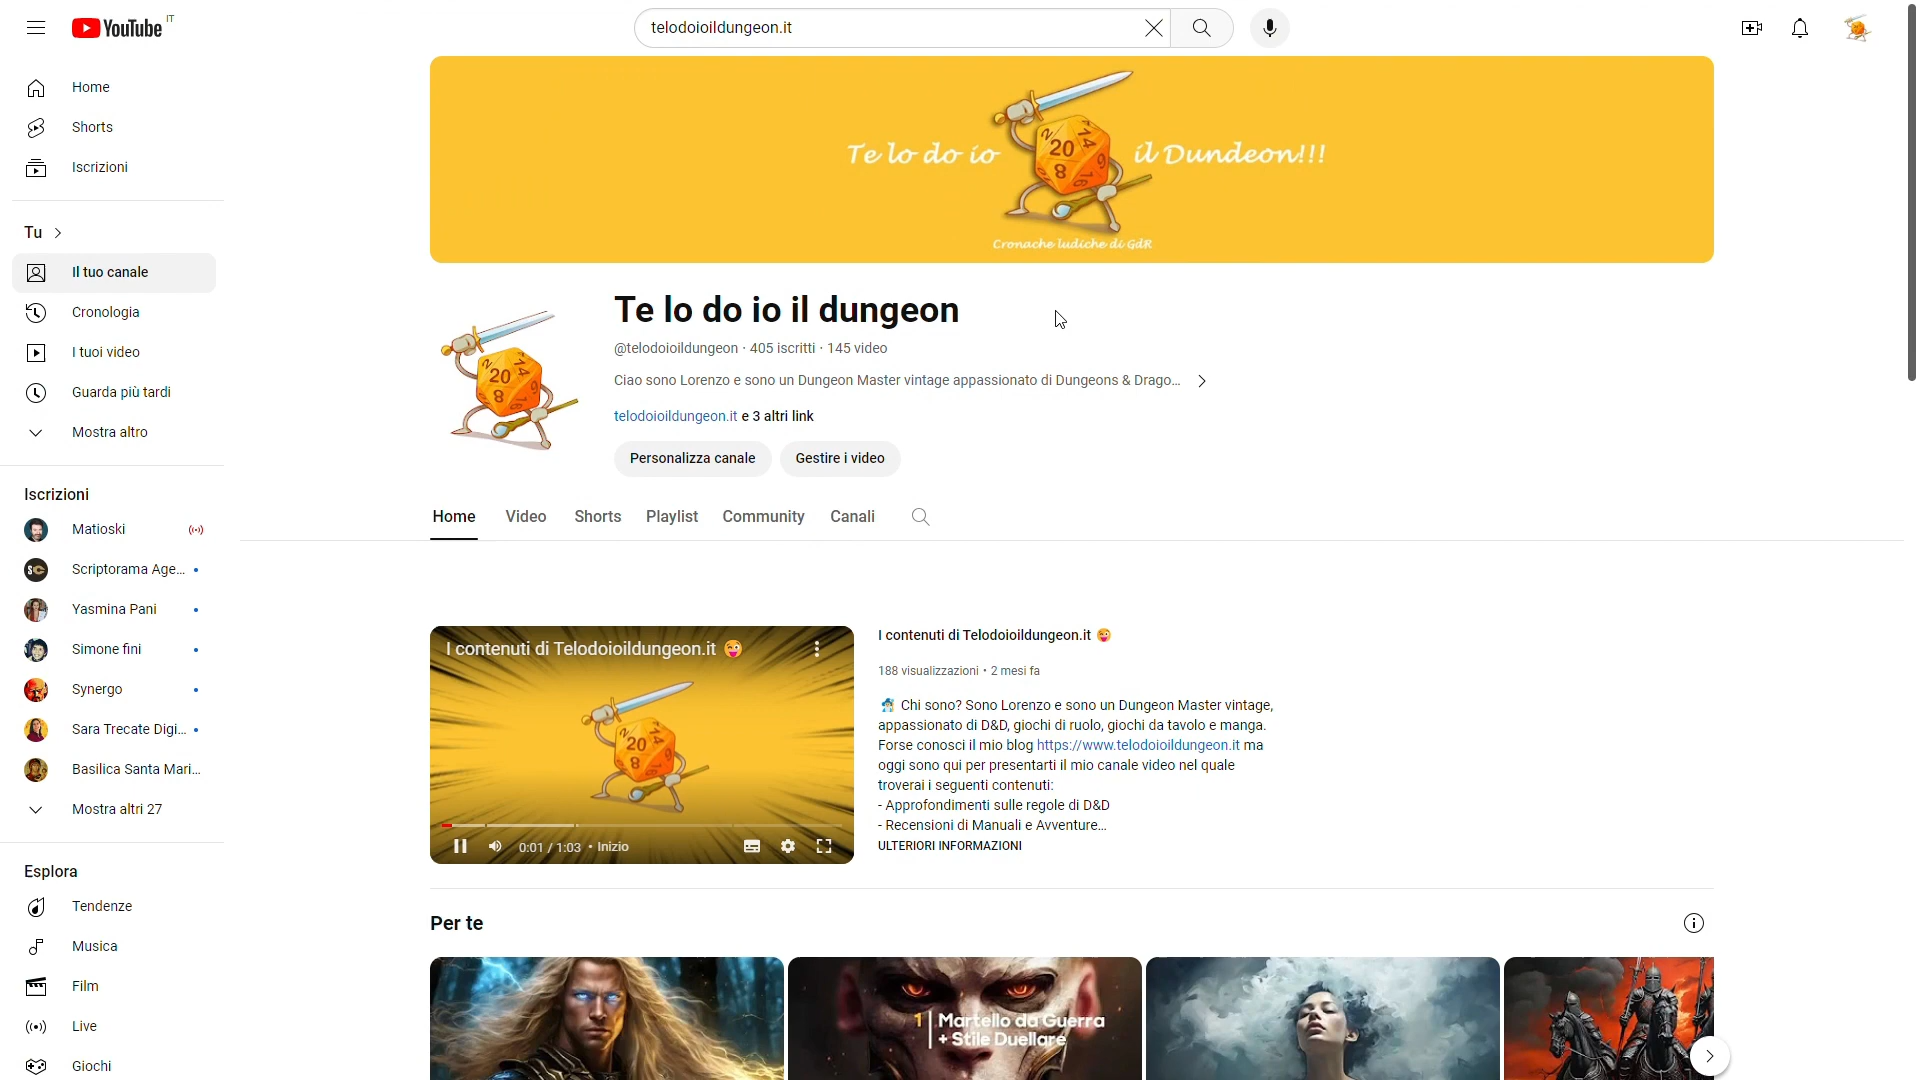 YouTube IT
telodoioildungeon.it
Home
Shorts
Iscrizioni
Tu
Il tuo canale
Cronologia
I tuoi video
Guarda più tardi
Mostra altro
Iscrizioni
Matioski
Scriptorama Age...
Yasmina Pani
Simone fini
Synergo
Sara Trecate Digi...
Basilica Santa Mari...
Mostra altri 27
Esplora
Tendenze
Musica
Film
Live
Giochi
Te lo do io il Dundeon!!!
20 2 14 8 9 16
Cronache ludiche di GdR
Te lo do io il dungeon
@telodoioildungeon · 405 iscritti · 145 video
Ciao sono Lorenzo e sono un Dungeon Master vintage appassionato di Dungeons & Drago...
telodoioildungeon.it e 3 altri link
Personalizza canale Gestire i video
Home Video Shorts Playlist Community Canali
I contenuti di Telodoioildungeon.it 😜
0:01 / 1:03 • Inizio
I contenuti di Telodoioildungeon.it 😜
188 visualizzazioni • 2 mesi fa
🧙‍♂️ Chi sono? Sono Lorenzo e sono un Dungeon Master vintage,
appassionato di D&D, giochi di ruolo, giochi da tavolo e manga.
Forse conosci il mio blog https://www.telodoioildungeon.it ma
oggi sono qui per presentarti il mio canale video nel quale
troverai i seguenti contenuti:
- Approfondimenti sulle regole di D&D
- Recensioni di Manuali e Avventure...
ULTERIORI INFORMAZIONI
Per te
1 Martello da Guerra
+ Stile Duellare